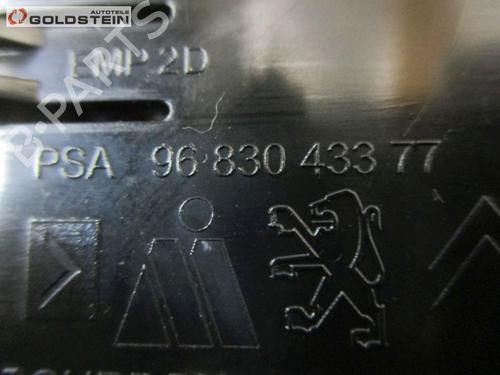 AUTOTEILE
GOLDSTEIN
EMP 2D
B-PARTS
PSA 96 830 433 77